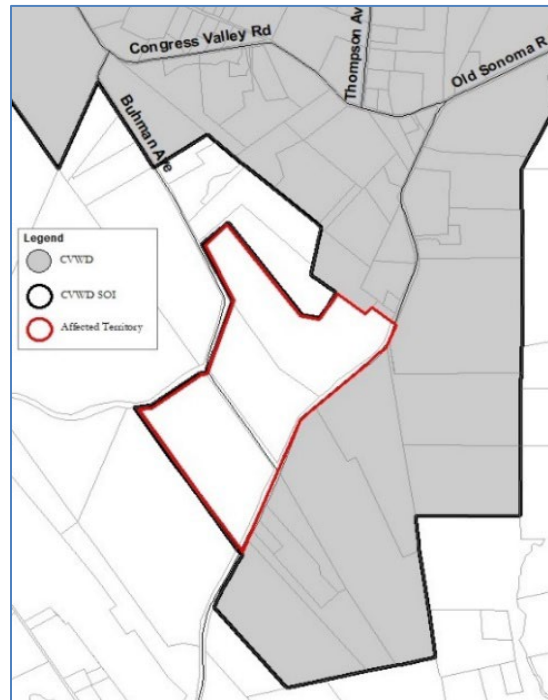 Congress Valley Rd
Thompson Av
Old Sonoma R
Buhman Ave
Legend
CVWD
CVWD SOI
Affected Territory